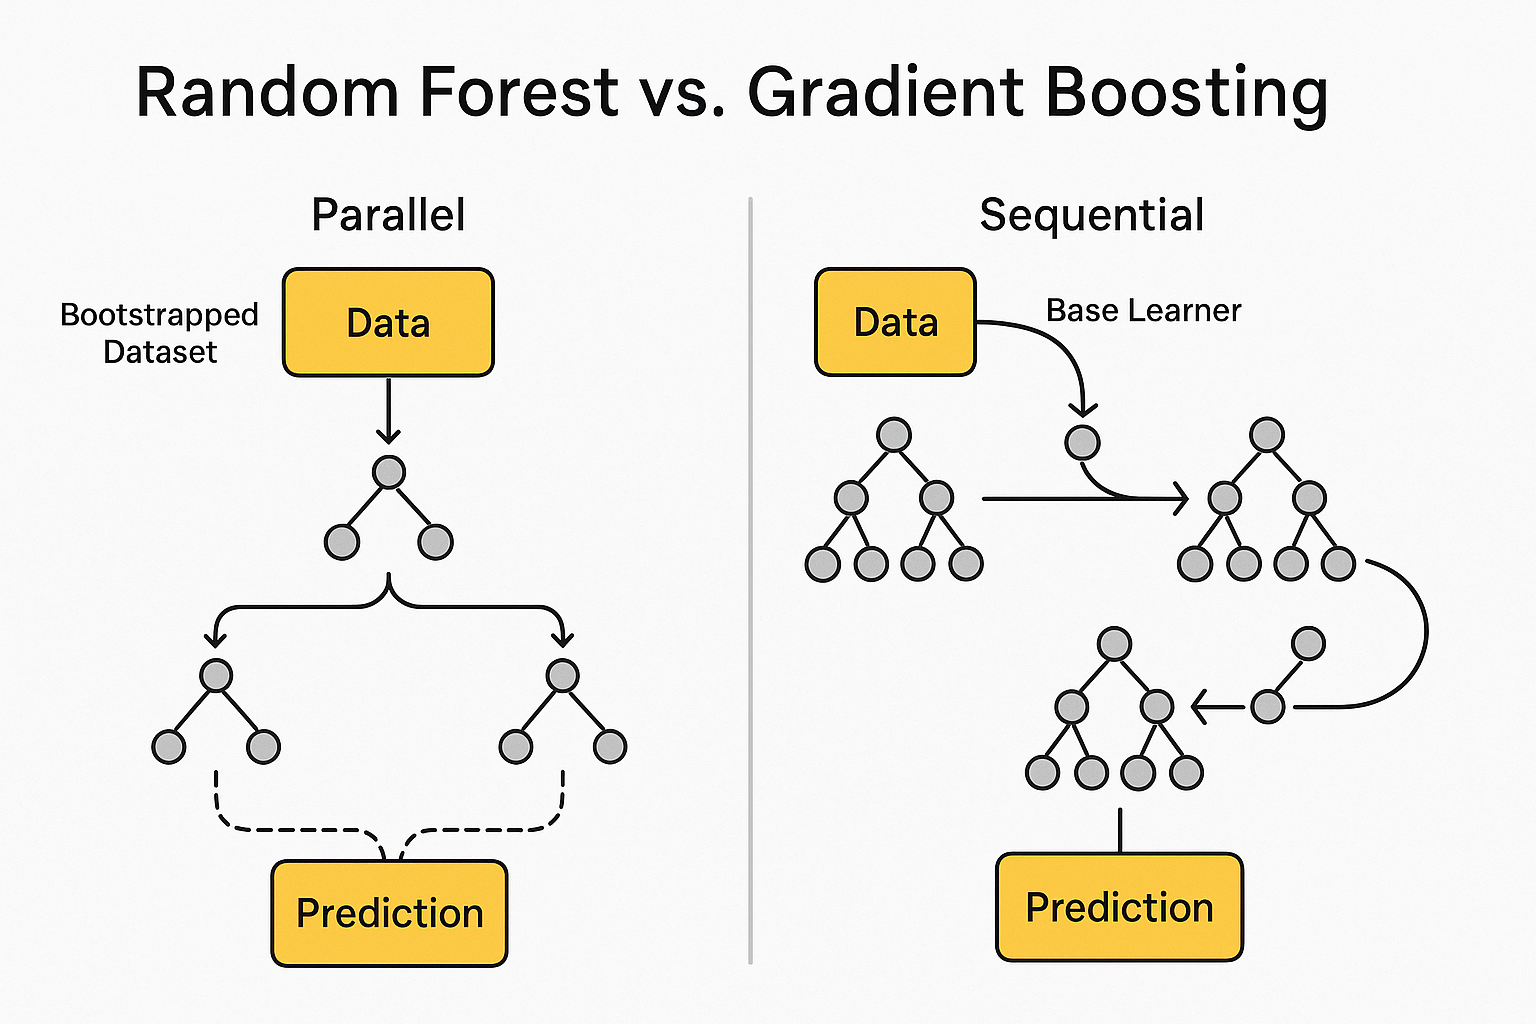 Random Forest vs. Gradient Boosting
Parallel
Bootstrapped
Dataset
Data
Prediction
Sequential
Data
Base Learner
Prediction